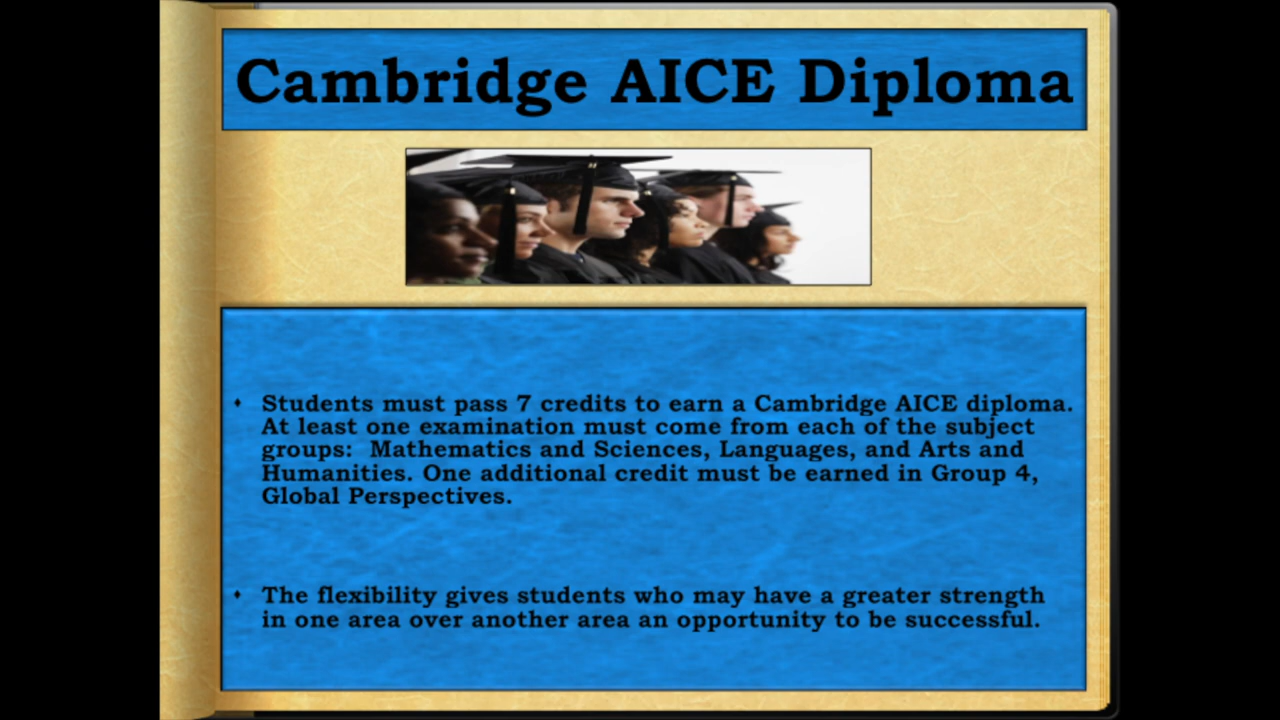 Cambridge AICE Diploma
Students must pass 7 credits to earn a Cambridge AICE diploma.
At least one examination must come from each of the subject
groups:  Mathematics and Sciences, Languages, and Arts and
Humanities. One additional credit must be earned in Group 4,
Global Perspectives.
The flexibility gives students who may have a greater strength
in one area over another area an opportunity to be successful.